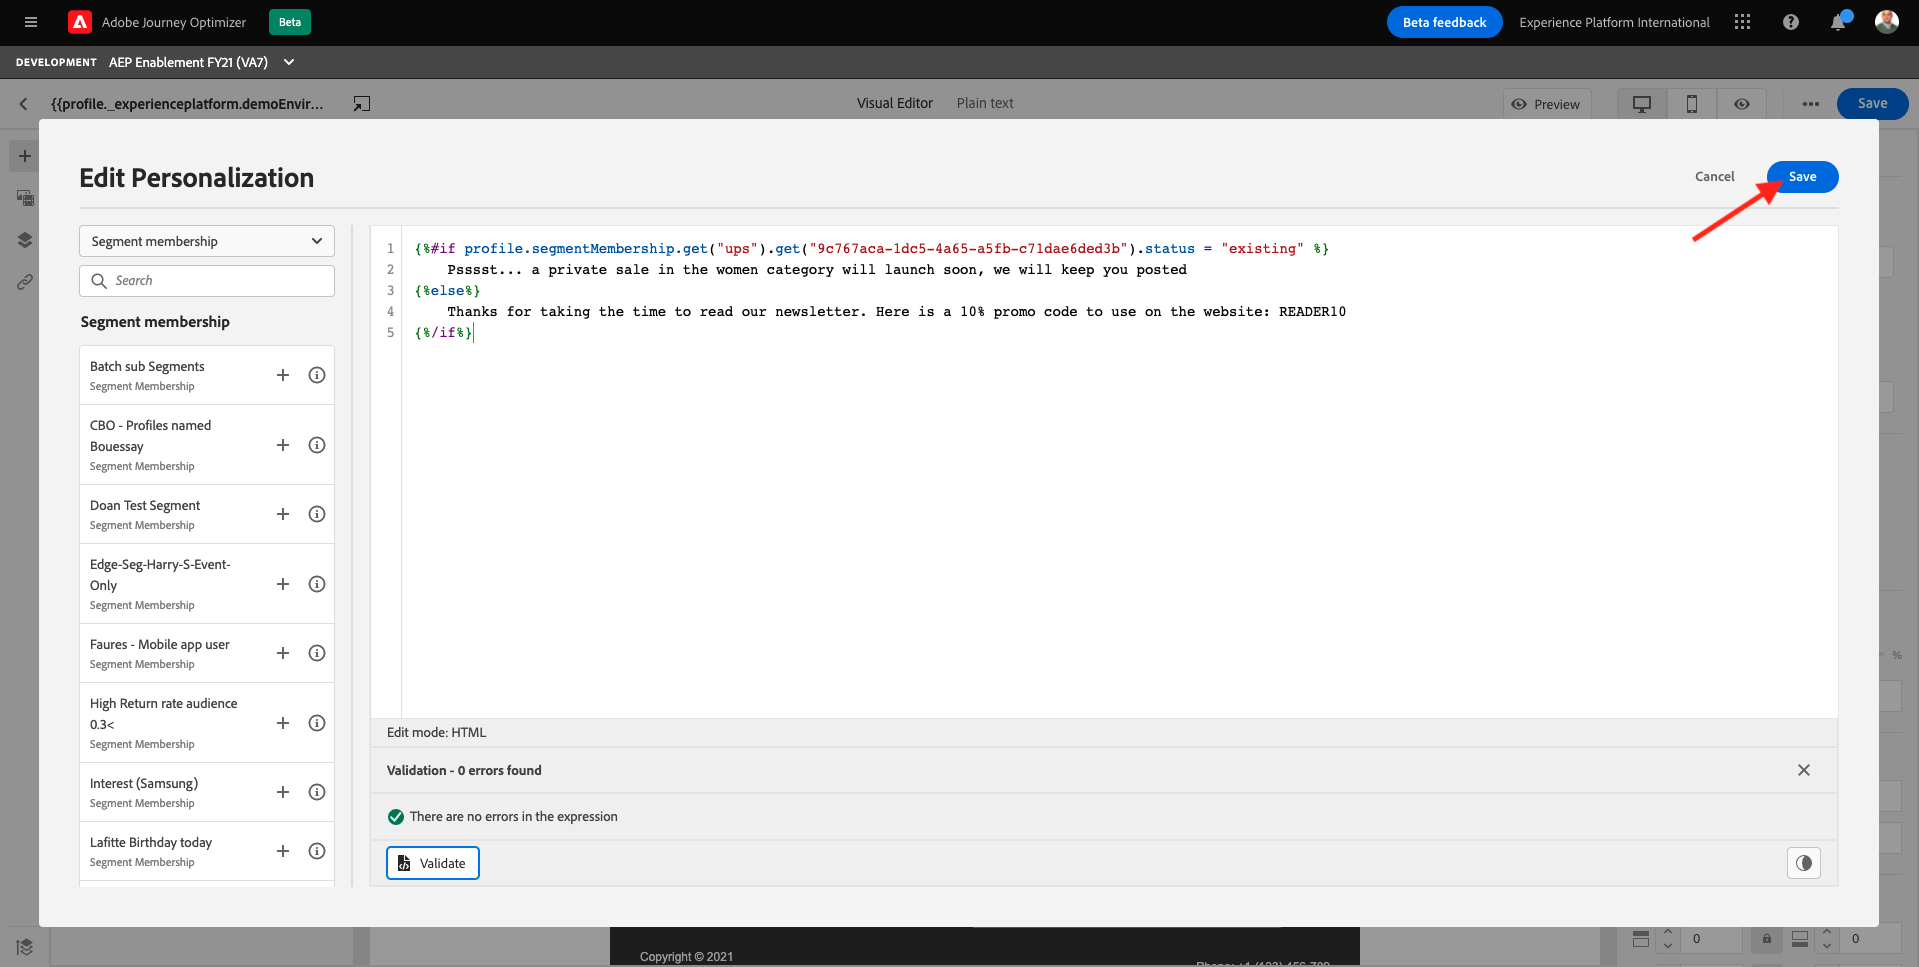 Adobe Journey Optimizer
Beta
Beta feedback
Experience Platform International
DEVELOPMENT AEP Enablement FY21 (VA7)
{{profile._experienceplatform.demoEnvir...
Visual Editor
Plain text
Preview
Save
Edit Personalization
Cancel
Save
Segment membership
Search
Segment membership
Batch sub Segments
Segment Membership
CBO - Profiles named
Bouessay
Segment Membership
Doan Test Segment
Segment Membership
Edge-Seg-Harry-S-Event-
Only
Segment Membership
Faures - Mobile app user
Segment Membership
High Return rate audience
0.3<
Segment Membership
Interest (Samsung)
Segment Membership
Lafitte Birthday today
Segment Membership
1 {%#if profile.segmentMembership.get("ups").get("9c767aca-1dc5-4a65-a5fb-c71dae6ded3b").status = "existing" %}
2 Psssst... a private sale in the women category will launch soon, we will keep you posted
3 {%else%}
4 Thanks for taking the time to read our newsletter. Here is a 10% promo code to use on the website: READER10
5 {%/if%}
Edit mode: HTML
Validation - 0 errors found
There are no errors in the expression
Validate
%
Copyright © 2021
Phone: +1 (123) 456-789
0
0